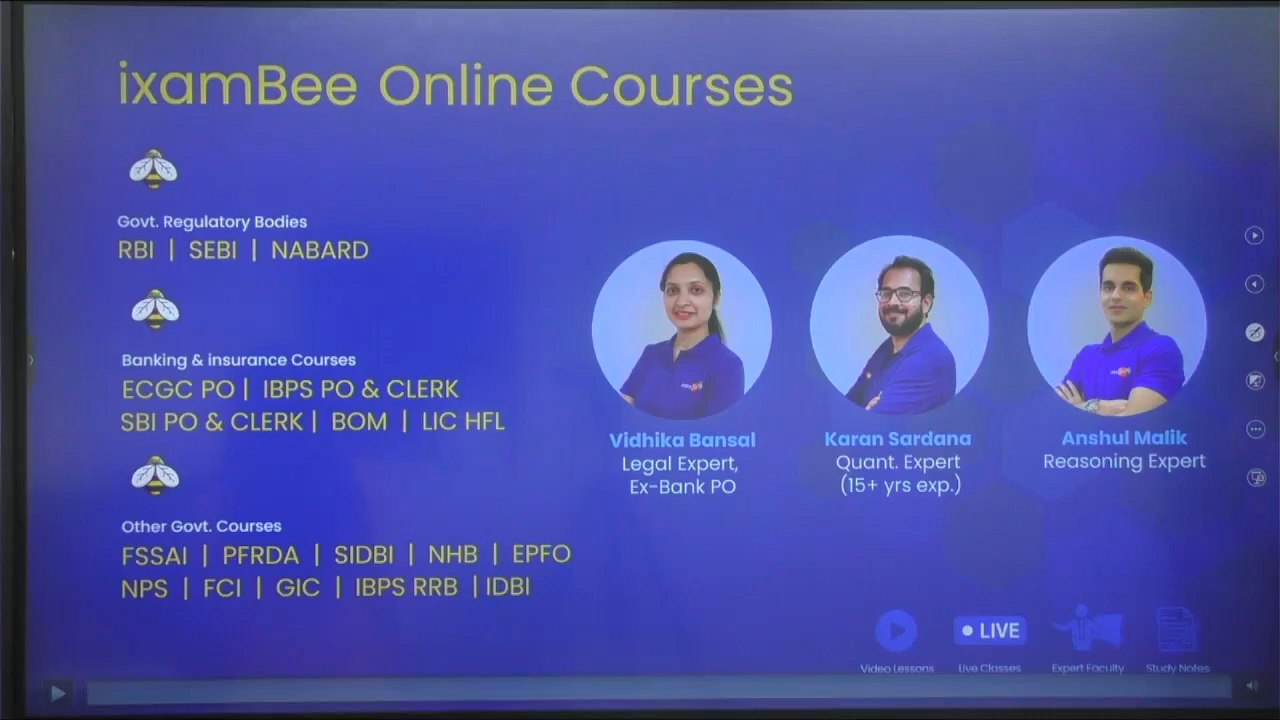 ixamBee Online Courses
Govt. Regulatory Bodies
RBI | SEBI | NABARD
Banking & insurance Courses
ECGC PO | IBPS PO & CLERK
SBI PO & CLERK | BOM | LIC HFL
Other Govt. Courses
FSSAI | PFRDA | SIDBI | NHB | EPFO
NPS | FCI | GIC | IBPS RRB | IDBI
Vidhika Bansal
Legal Expert,
Ex-Bank PO
Karan Sardana
Quant. Expert
(15+ yrs exp.)
Anshul Malik
Reasoning Expert
LIVE
Video Lessons
Live Classes
Expert Faculty
Study Notes